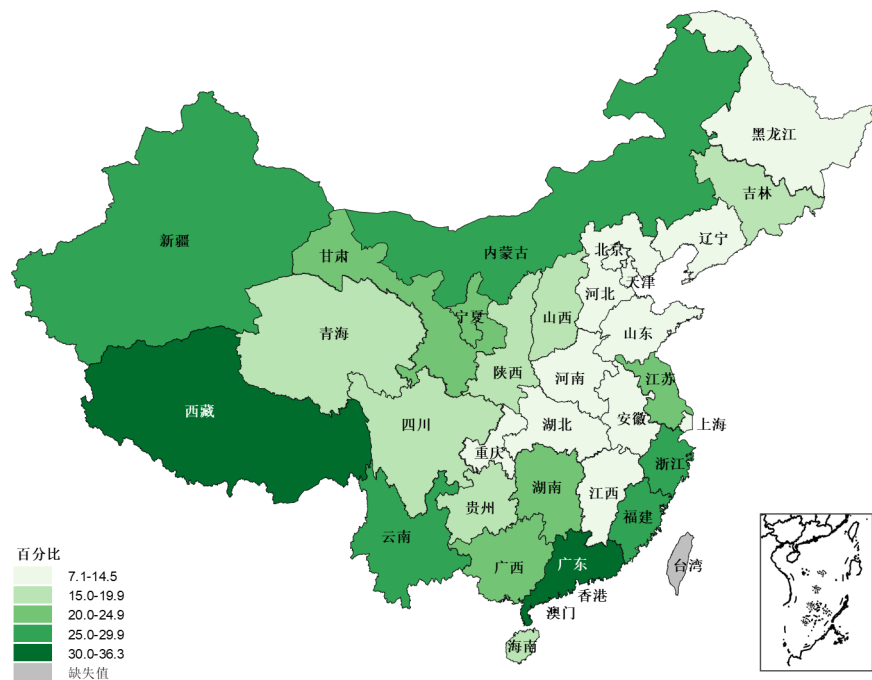 黑龙江
吉林
辽宁
新疆
甘肃
内蒙古
北京
天津
河北
宁夏
山西
山东
青海
陕西
河南
江苏
西藏
四川
湖北
安徽
上海
重庆
浙江
贵州
湖南
江西
福建
云南
广西
广东
台湾
香港
澳门
海南
百分比
7.1-14.5
15.0-19.9
20.0-24.9
25.0-29.9
30.0-36.3
缺失值